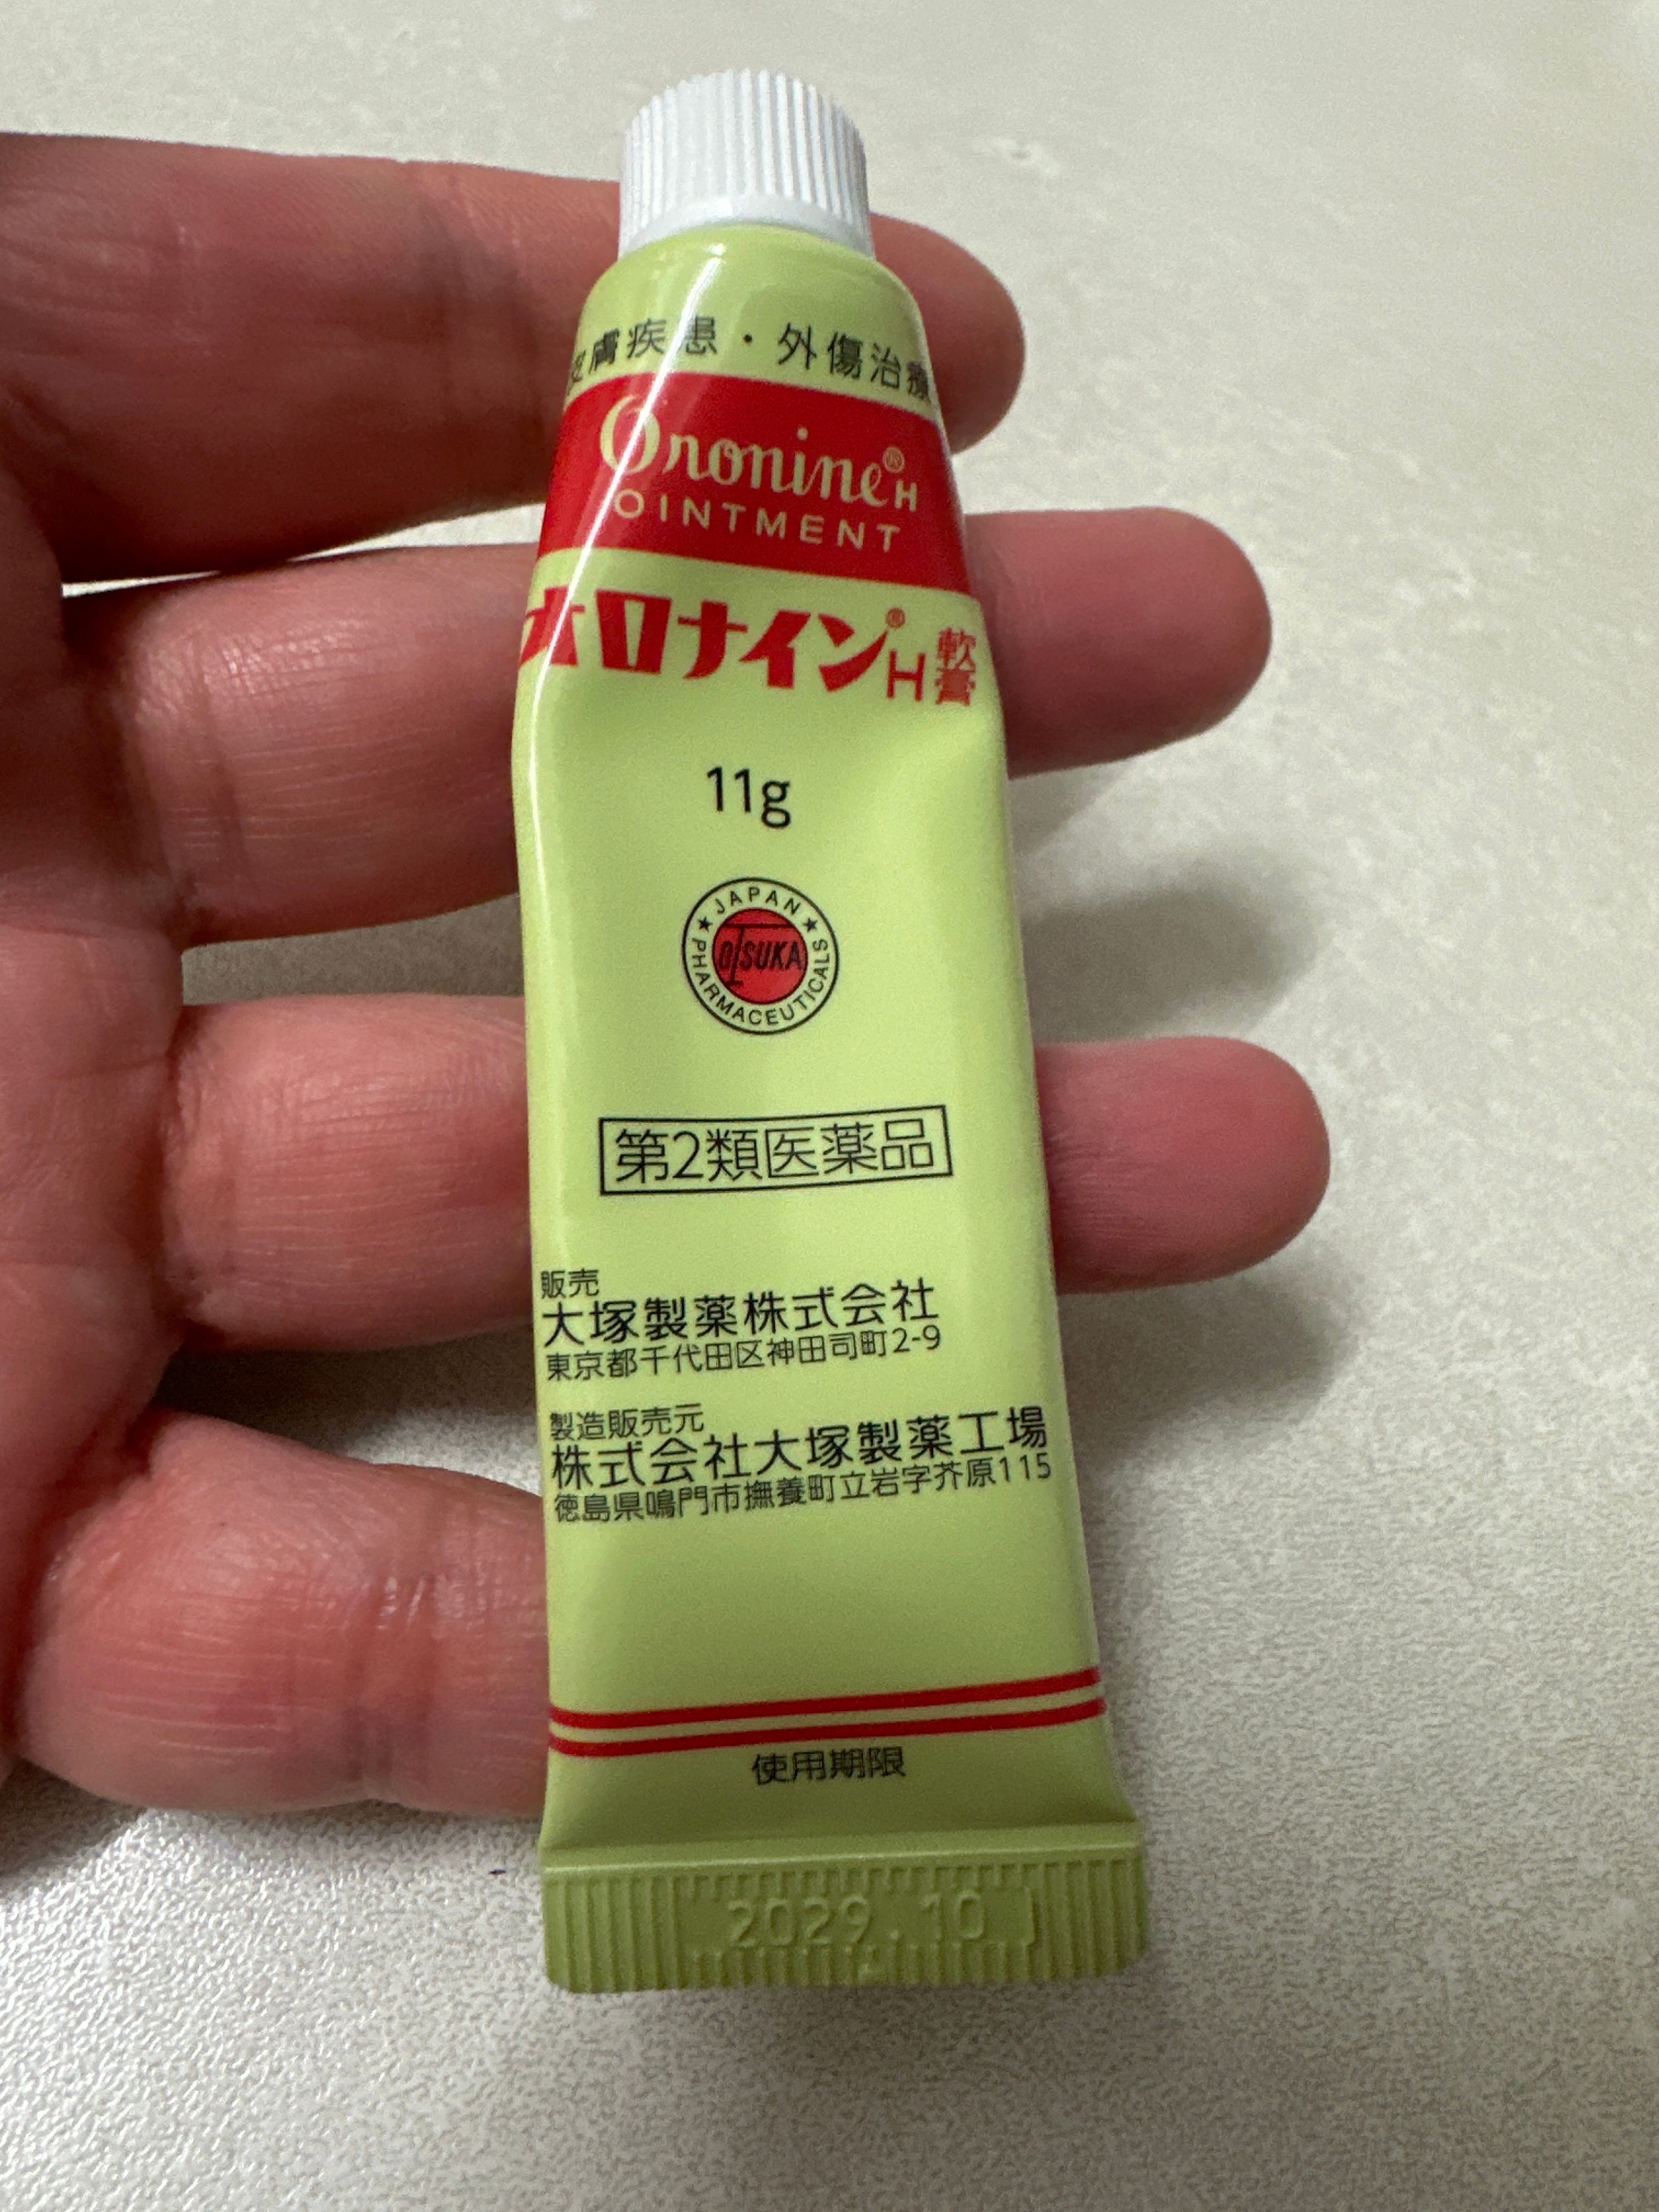 皮膚疾患・外傷治療
Oronine®H
OINTMENT
オロナイン®H軟膏
11g
JAPAN
OTSUKA
PHARMACEUTICALS
第2類医薬品
販売
大塚製薬株式会社
東京都千代田区神田司町2-9
製造販売元
株式会社大塚製薬工場
徳島県鳴門市撫養町立岩字芥原115
使用期限
2029.10